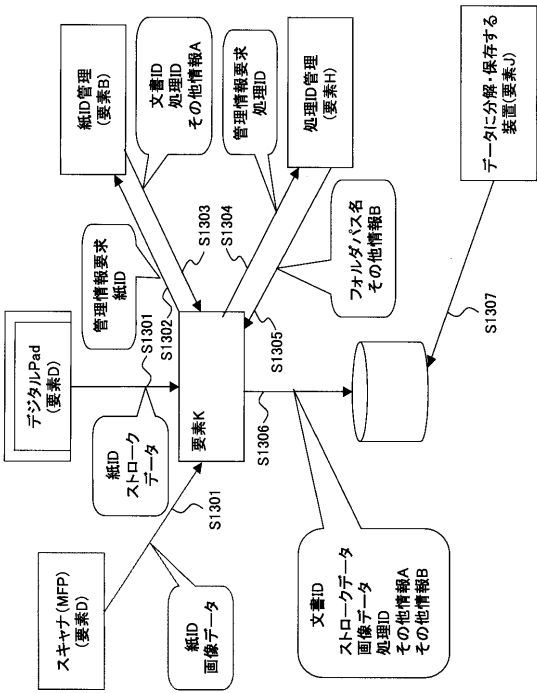 スキャナ(MFP)
(要素D)
紙ID
画像データ
S1301
デジタルPad
(要素D)
紙ID
ストローク
データ
S1301
管理情報要求
紙ID
S1302
紙ID管理
(要素B)
文書ID
処理ID
その他情報A
S1303
要素K
管理情報要求
処理ID
S1304
処理ID管理
(要素H)
フォルダパス名
その他情報B
S1305
S1306
文書ID
ストロークデータ
画像データ
処理ID
その他情報A
その他情報B
データに分解・保存する
装置(要素J)
S1307